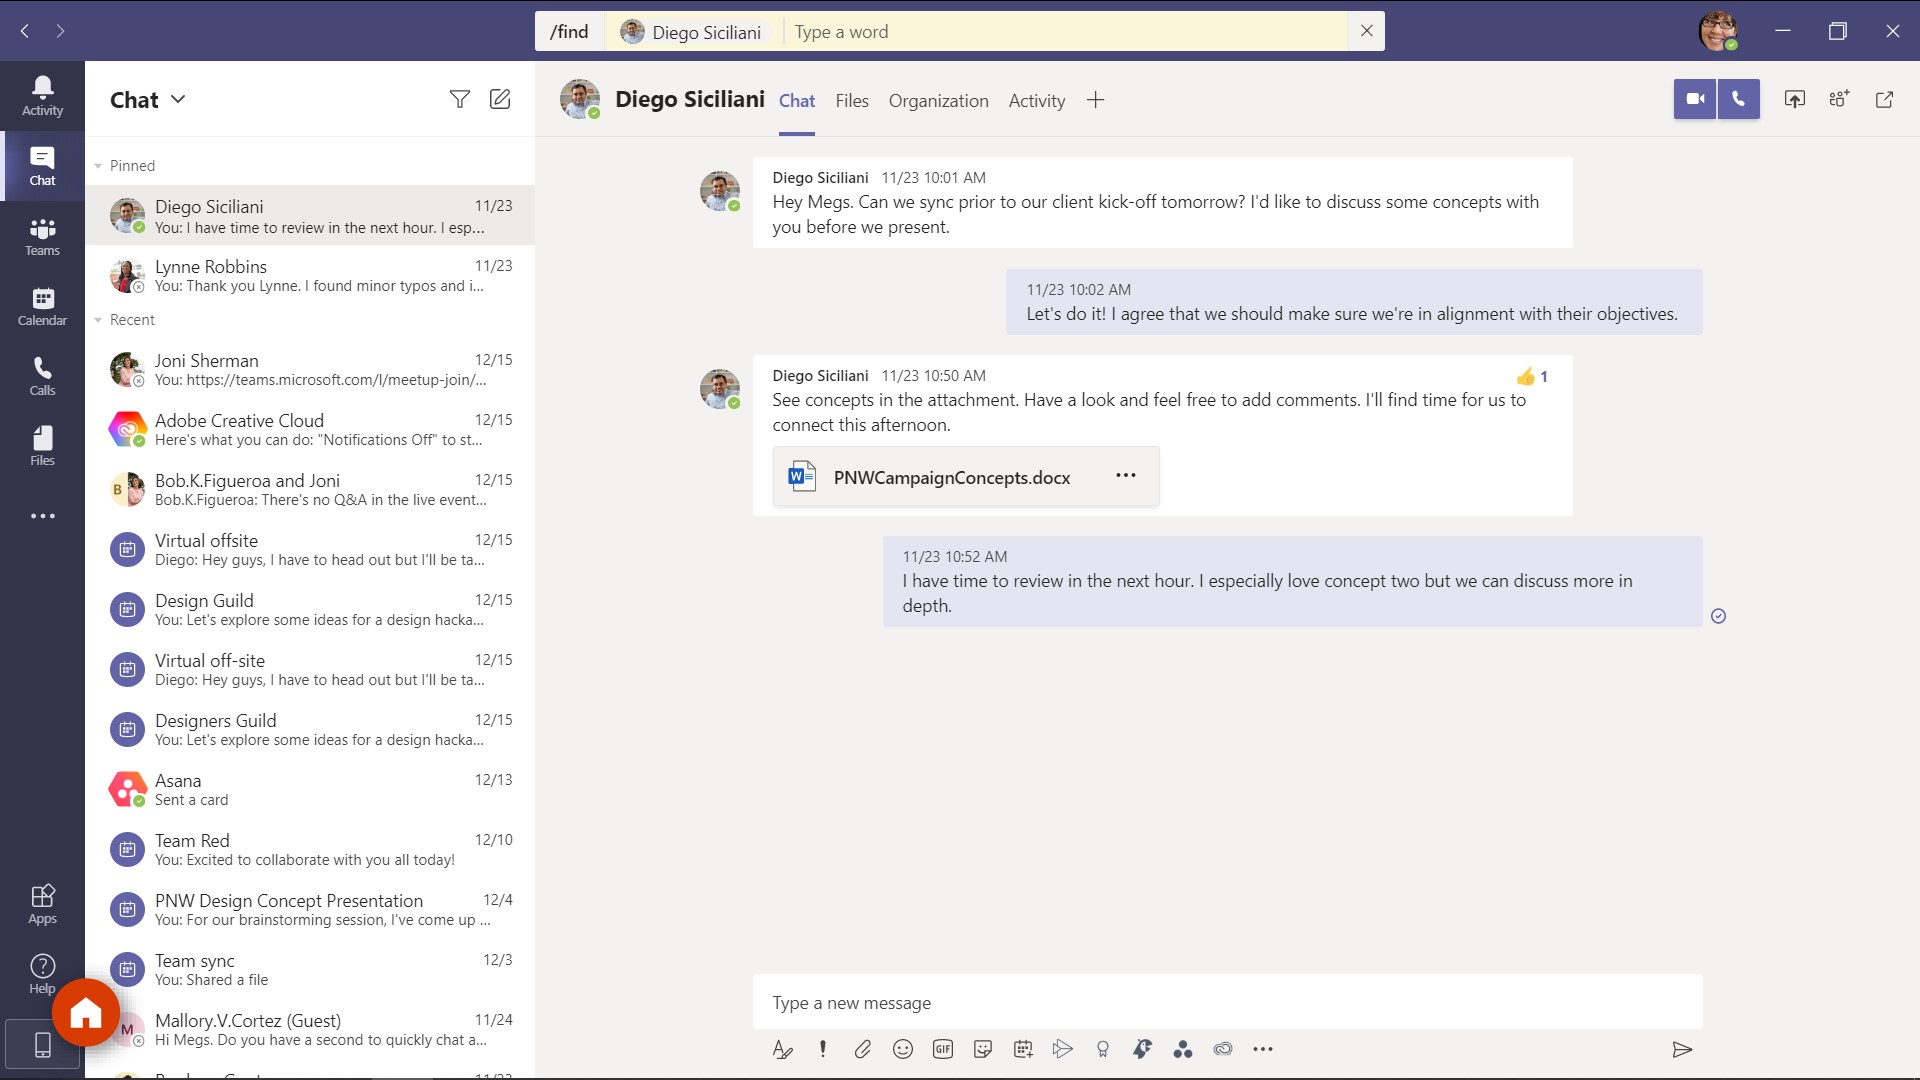 /find Diego Siciliani Type a word
Activity
Chat
Teams
Calendar
Calls
Files
Apps
Help
Chat
Pinned
Diego Siciliani 11/23
You: I have time to review in the next hour. I esp...
Lynne Robbins 11/23
You: Thank you Lynne. I found minor typos and i...
Recent
Joni Sherman 12/15
You: https://teams.microsoft.com/l/meetup-join/...
Adobe Creative Cloud 12/15
Here's what you can do: "Notifications Off" to st...
B
Bob.K.Figueroa and Joni 12/15
Bob.K.Figueroa: There's no Q&A in the live event...
Virtual offsite 12/15
Diego: Hey guys, I have to head out but I'll be ta...
Design Guild 12/15
You: Let's explore some ideas for a design hacka...
Virtual off-site 12/15
Diego: Hey guys, I have to head out but I'll be ta...
Designers Guild 12/15
You: Let's explore some ideas for a design hacka...
Asana 12/13
Sent a card
Team Red 12/10
You: Excited to collaborate with you all today!
PNW Design Concept Presentation 12/4
You: For our brainstorming session, I've come up ...
Team sync 12/3
You: Shared a file
M
Mallory.V.Cortez (Guest) 11/24
Hi Megs. Do you have a second to quickly chat a...
Diego Siciliani Chat Files Organization Activity
Diego Siciliani 11/23 10:01 AM
Hey Megs. Can we sync prior to our client kick-off tomorrow? I'd like to discuss some concepts with
you before we present.
11/23 10:02 AM
Let's do it! I agree that we should make sure we're in alignment with their objectives.
Diego Siciliani 11/23 10:50 AM 1
See concepts in the attachment. Have a look and feel free to add comments. I'll find time for us to
connect this afternoon.
W PNWCampaignConcepts.docx
11/23 10:52 AM
I have time to review in the next hour. I especially love concept two but we can discuss more in
depth.
Type a new message
GIF